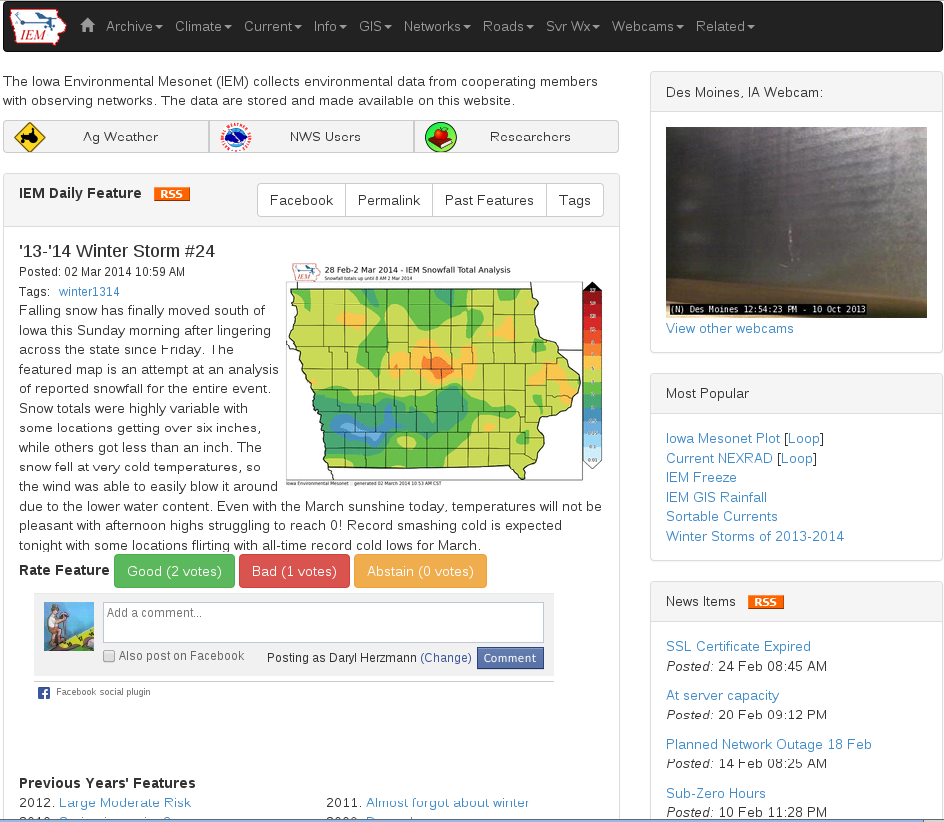 IEM
Archive
Climate
Current
Info
GIS
Networks
Roads
Svr Wx
Webcams
Related
The Iowa Environmental Mesonet (IEM) collects environmental data from cooperating members
with observing networks. The data are stored and made available on this website.
Ag Weather
NWS Users
Researchers
IEM Daily Feature RSS
Facebook
Permalink
Past Features
Tags
'13-'14 Winter Storm #24
Posted: 02 Mar 2014 10:59 AM
Tags: winter1314
Falling snow has finally moved south of
Iowa this Sunday morning after lingering
across the state since Friday. The
featured map is an attempt at an analysis
of reported snowfall for the entire event.
Snow totals were highly variable with
some locations getting over six inches,
while others got less than an inch. The
snow fell at very cold temperatures, so
the wind was able to easily blow it around
due to the lower water content. Even with the March sunshine today, temperatures will not be
pleasant with afternoon highs struggling to reach 0! Record smashing cold is expected
tonight with some locations flirting with all-time record cold lows for March.
IEM
28 Feb-2 Mar 2014 - IEM Snowfall Total Analysis
Snowfall totals up until 8 AM 2 Mar 2014
0.1
0.01
Iowa Environmental Mesonet : generated 02 March 2014 10:53 AM CST
Rate Feature
Good (2 votes)
Bad (1 votes)
Abstain (0 votes)
Add a comment...
Also post on Facebook
Posting as Daryl Herzmann (Change)
Comment
Facebook social plugin
Previous Years' Features
2012. Large Moderate Risk
2011. Almost forgot about winter
Des Moines, IA Webcam:
(N) Des Moines 12:54:23 PM - 10 Oct 2013
View other webcams
Most Popular
Iowa Mesonet Plot [Loop]
Current NEXRAD [Loop]
IEM Freeze
IEM GIS Rainfall
Sortable Currents
Winter Storms of 2013-2014
News Items RSS
SSL Certificate Expired
Posted: 24 Feb 08:45 AM
At server capacity
Posted: 20 Feb 09:12 PM
Planned Network Outage 18 Feb
Posted: 14 Feb 08:25 AM
Sub-Zero Hours
Posted: 10 Feb 11:28 PM